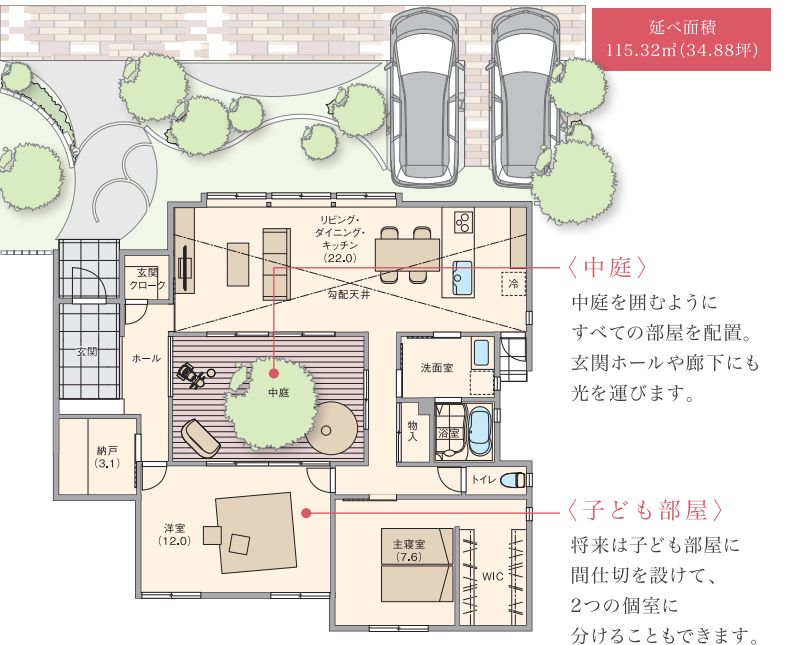 延べ面積
115.32㎡(34.88坪)
リビング・
ダイニング・
キッチン
(22.0)
勾配天井
冷
玄関
クローク
玄関
ホール
中庭
洗面室
物
入
浴室
トイレ
納戸
(3.1)
洋室
(12.0)
主寝室
(7.6)
WIC
〈中庭〉
中庭を囲むように
すべての部屋を配置。
玄関ホールや廊下にも
光を運びます。
〈子ども部屋〉
将来は子ども部屋に
間仕切を設けて、
2つの個室に
分けることもできます。